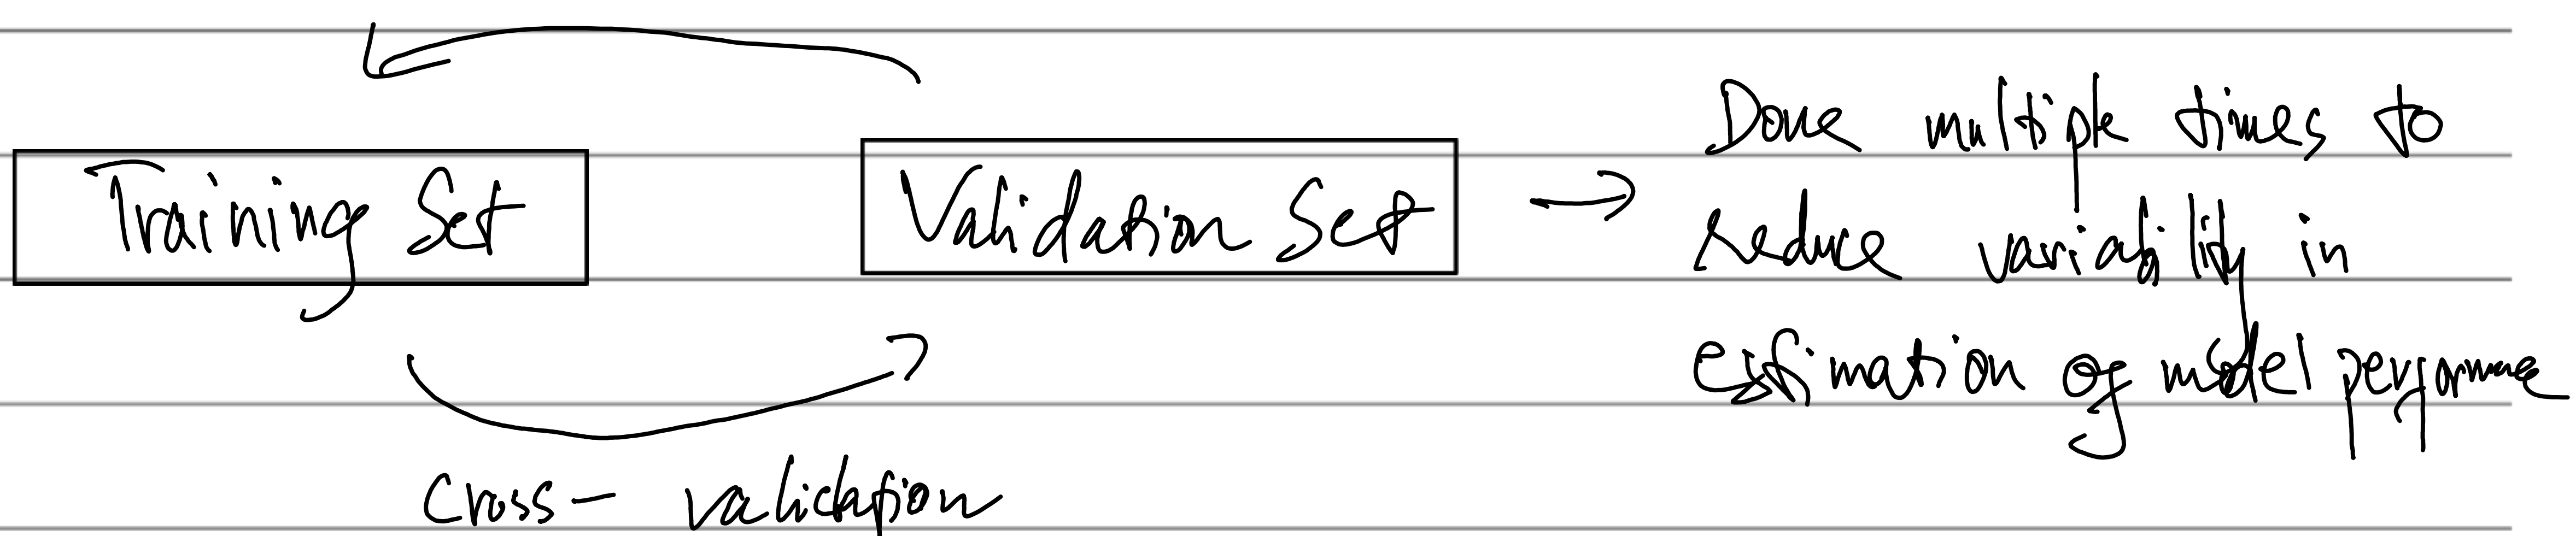 Training Set
Validation Set
→ Done multiple times to
reduce variability in
estimation of model performance
Cross- validation